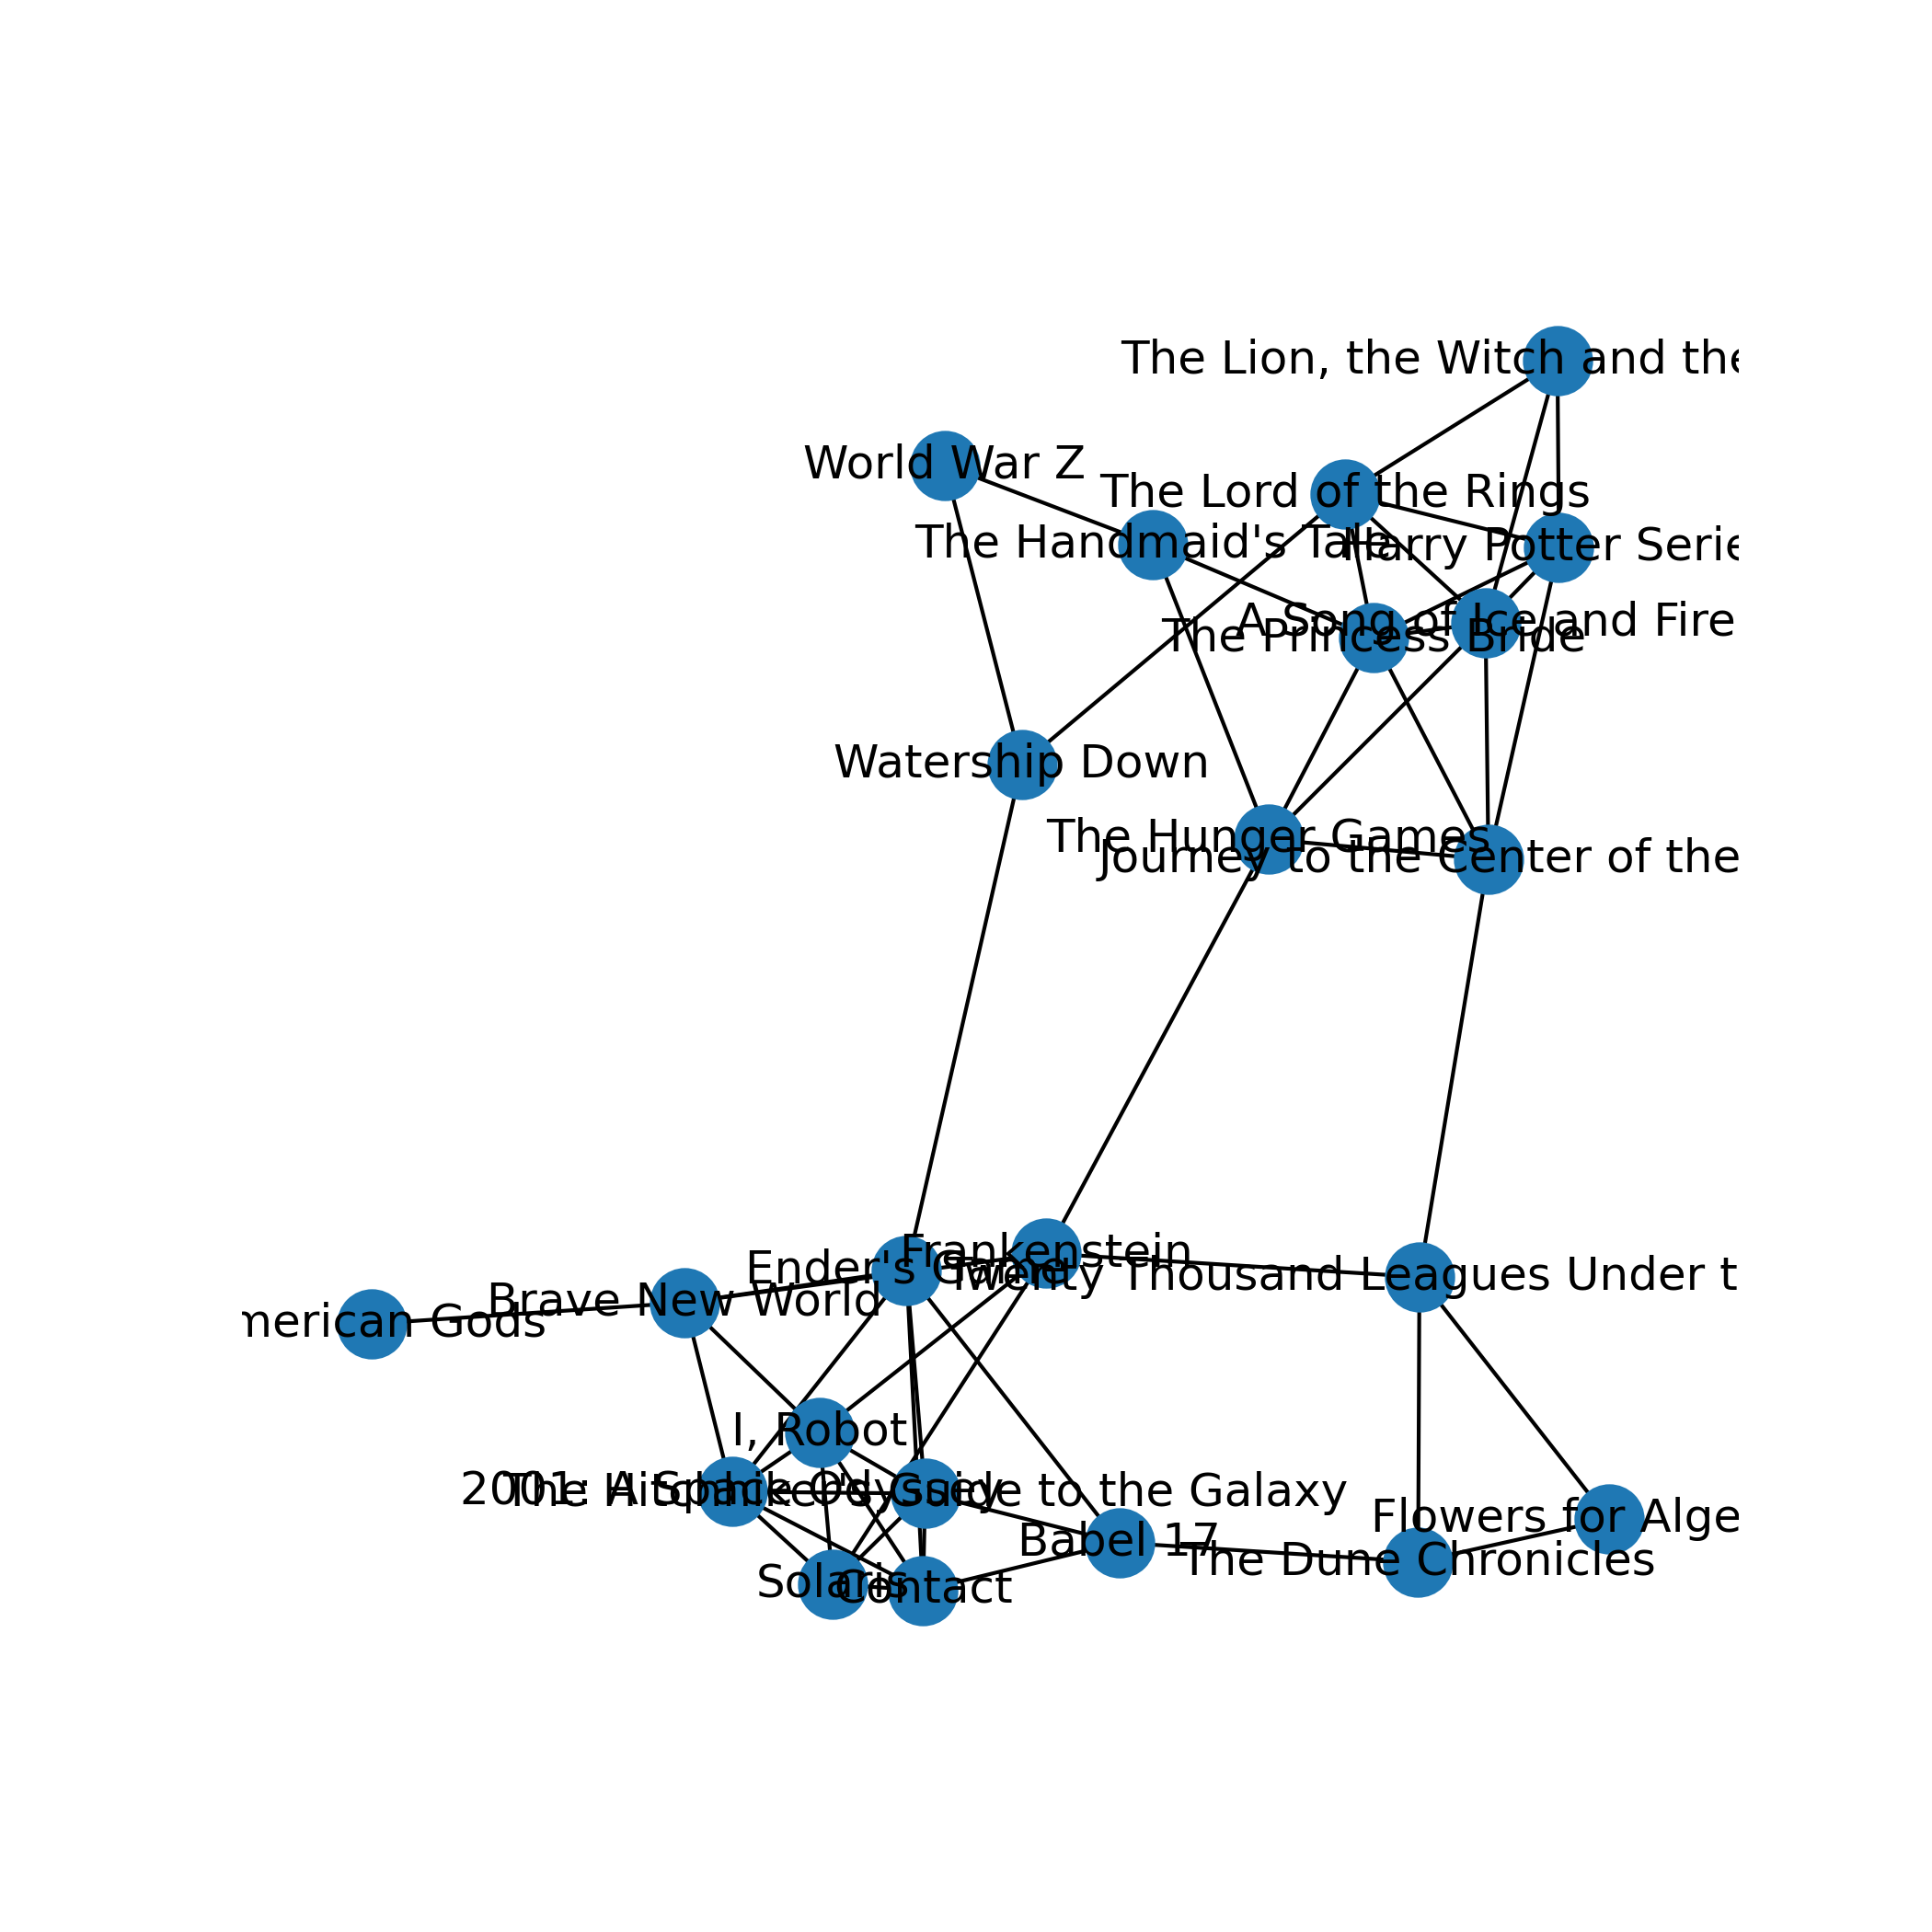 The Lion, the Witch and the
World War Z
The Lord of the Rings
The Handmaid's Tale
Harry Potter Serie
A Song of Ice and Fire
The Princess Bride
Watership Down
The Hunger Games
Journey to the Center of the
Frankenstein
Ender's Game
Twenty Thousand Leagues Under t
Brave New World
merican Gods
I, Robot
2001: A Space Odyssey
The Hitchhiker's Guide to the Galaxy
Flowers for Alge
Babel 17
The Dune Chronicles
Solaris
Contact